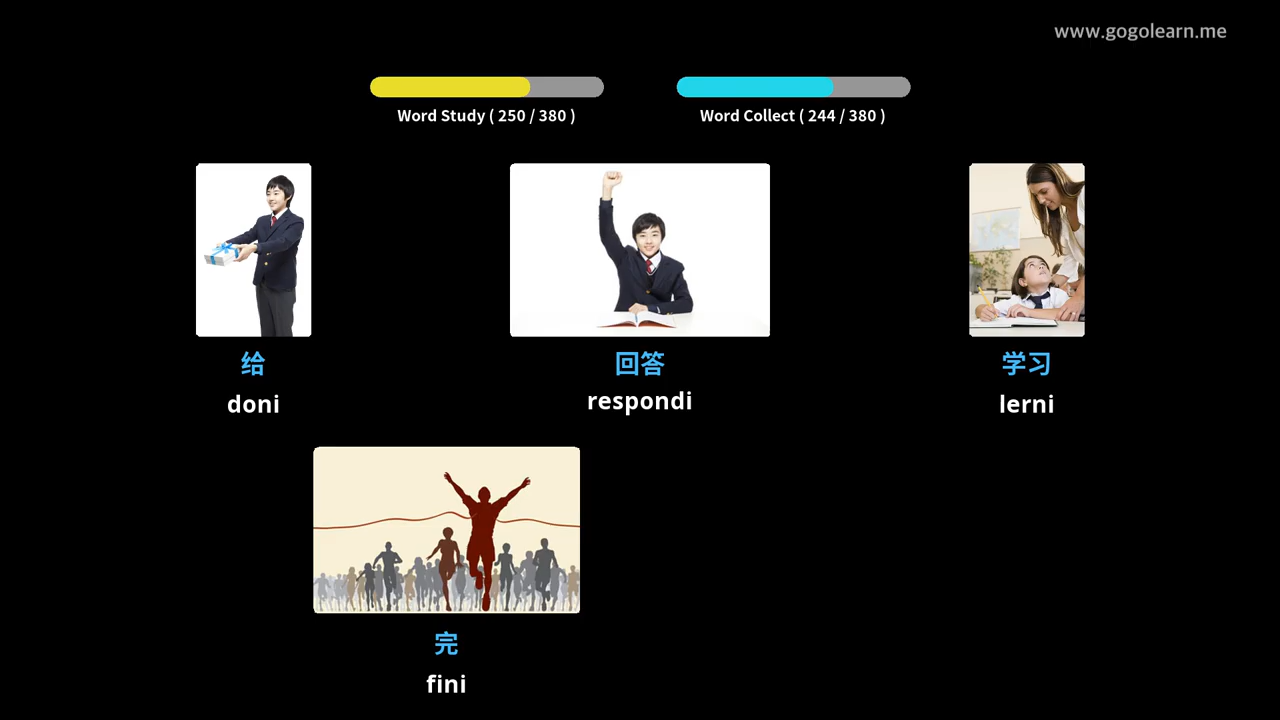 www.gogolearn.me
Word Study ( 250 / 380 )
Word Collect ( 244 / 380 )
给
doni
回答
respondi
学习
lerni
完
fini